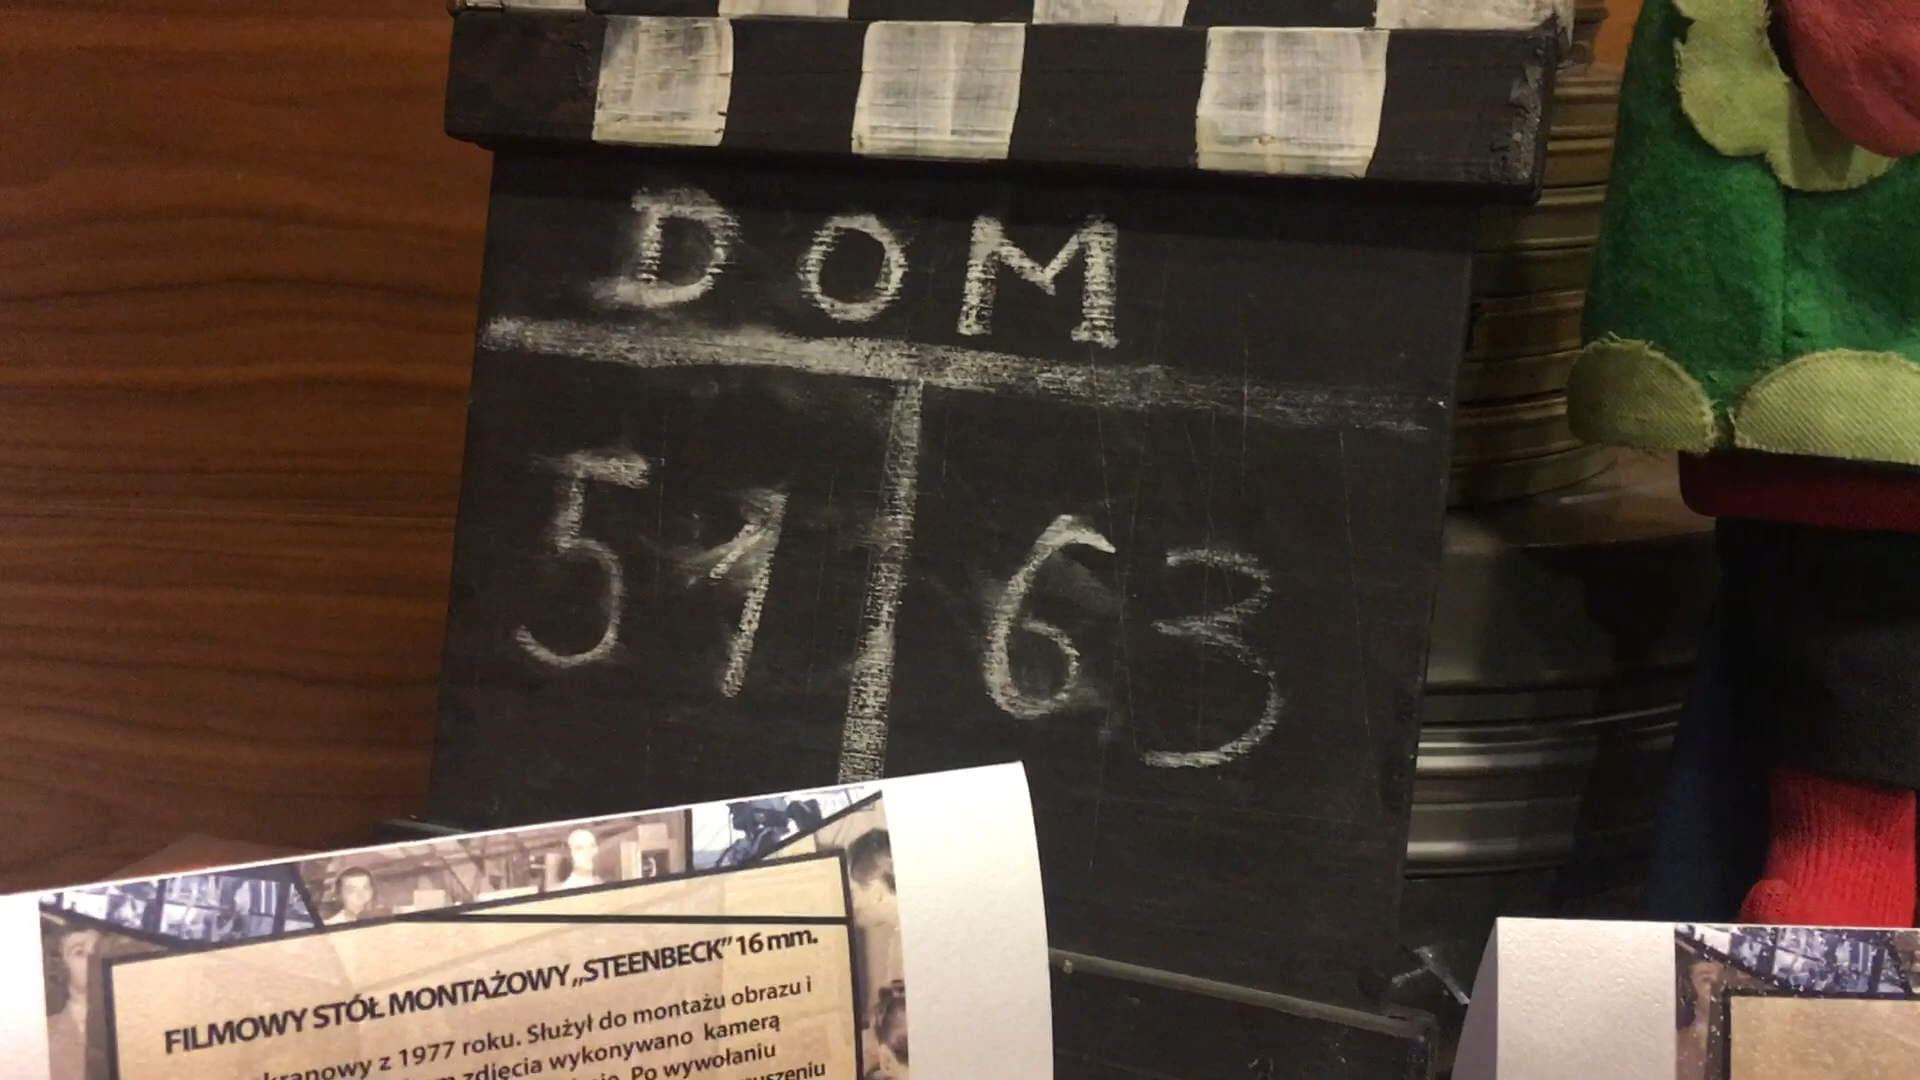 DOM
51 63
FILMOWY STÓŁ MONTAŻOWY „STEENBECK” 16 mm.
z 1977 roku. Służył do montażu obrazu i
zdjęcia wykonywano kamerą
Po wywołaniu